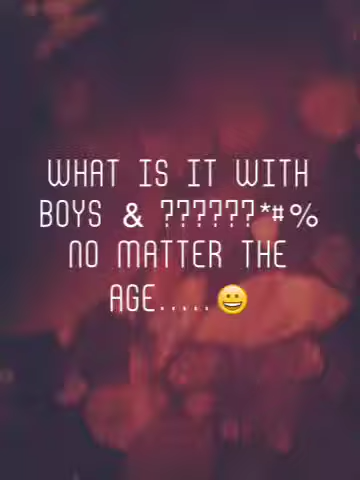 WHAT IS IT WITH
BOYS & ??????*#%
NO MATTER THE
AGE.....😀